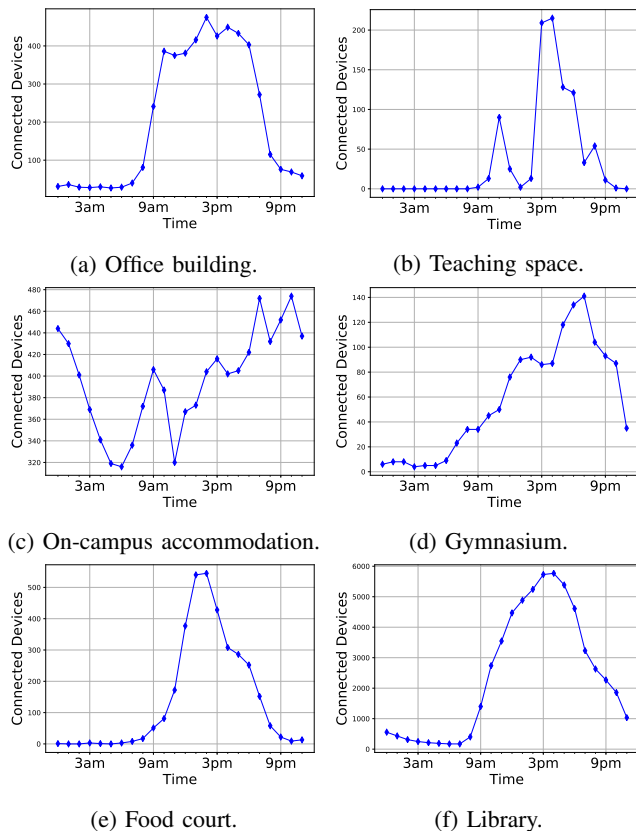 400
300
200
100
Connected Devices
3am 9am 3pm 9pm
Time
(a) Office building.
200
150
100
50
0
Connected Devices
3am 9am 3pm 9pm
Time
(b) Teaching space.
480
460
440
420
400
380
360
340
320
Connected Devices
3am 9am 3pm 9pm
Time
(c) On-campus accommodation.
140
120
100
80
60
40
20
0
Connected Devices
3am 9am 3pm 9pm
Time
(d) Gymnasium.
500
400
300
200
100
0
Connected Devices
3am 9am 3pm 9pm
Time
(e) Food court.
6000
5000
4000
3000
2000
1000
0
Connected Devices
3am 9am 3pm 9pm
Time
(f) Library.